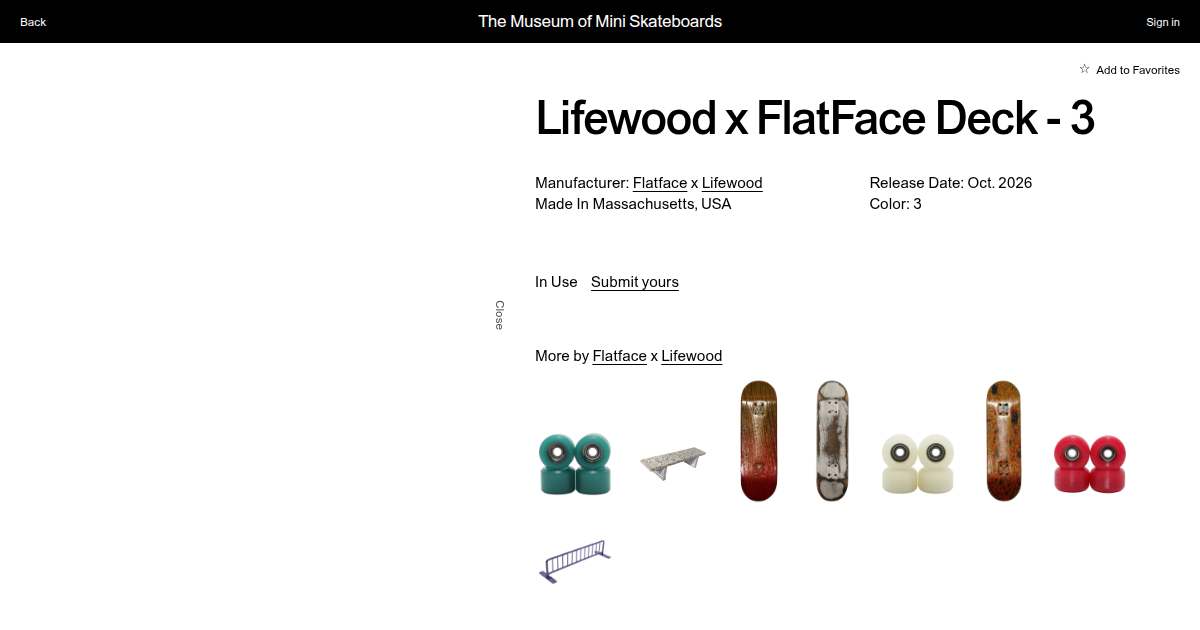 Back
The Museum of Mini Skateboards
Sign in
☆ Add to Favorites
Lifewood x FlatFace Deck - 3
Manufacturer: Flatface x Lifewood
Made In Massachusetts, USA
Release Date: Oct. 2026
Color: 3
In Use Submit yours
Close
More by Flatface x Lifewood